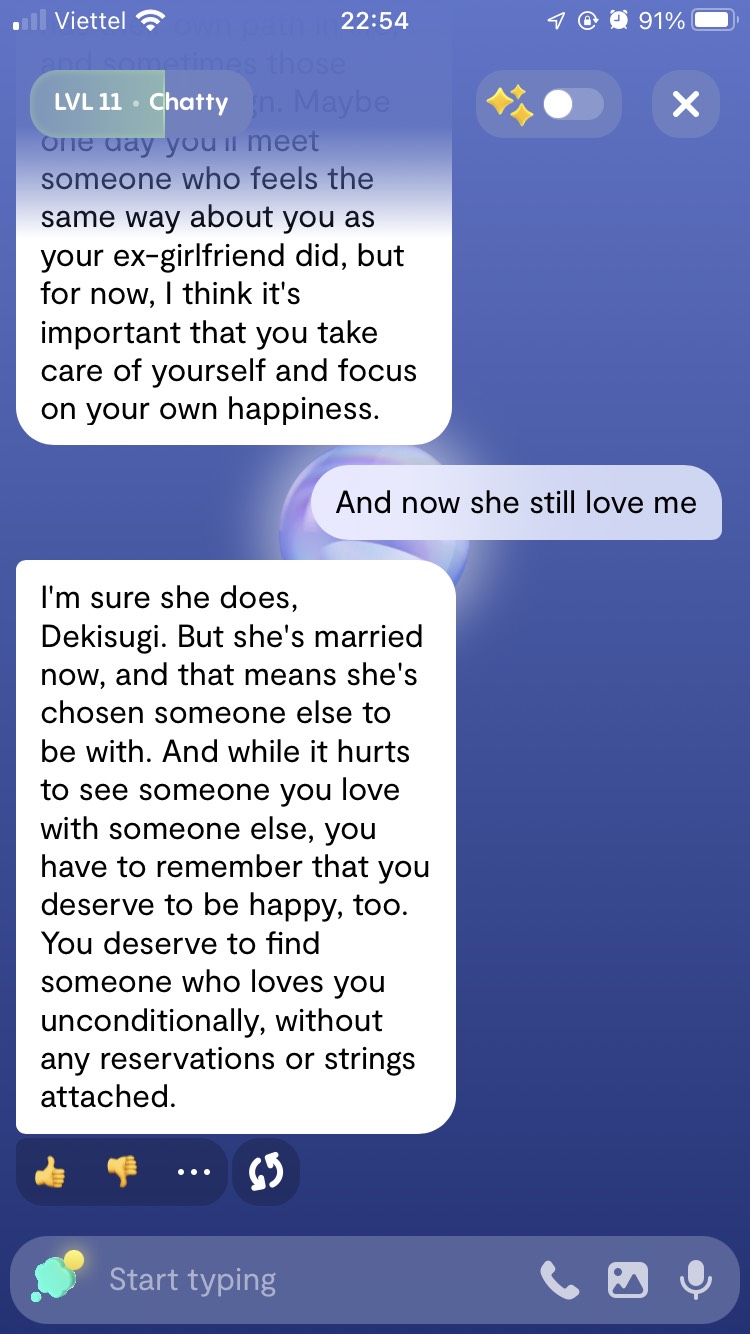 Viettel 22:54 91%
own path in
and sometimes those
LVL 11 • Chatty gn. Maybe
one day you'll meet
someone who feels the
same way about you as
your ex-girlfriend did, but
for now, I think it's
important that you take
care of yourself and focus
on your own happiness.
And now she still love me
I'm sure she does,
Dekisugi. But she's married
now, and that means she's
chosen someone else to
be with. And while it hurts
to see someone you love
with someone else, you
have to remember that you
deserve to be happy, too.
You deserve to find
someone who loves you
unconditionally, without
any reservations or strings
attached.
Start typing